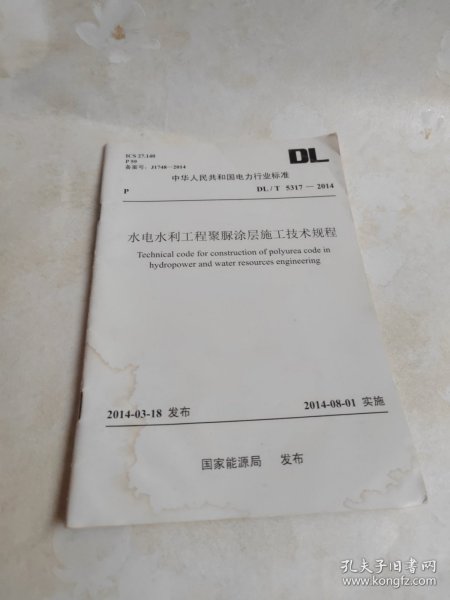 ICS 27.140
P 59
备案号：J1748—2014
DL
中华人民共和国电力行业标准
P
DL / T 5317 — 2014
水电水利工程聚脲涂层施工技术规程
Technical code for construction of polyurea code in
hydropower and water resources engineering
2014-03-18 发布
2014-08-01 实施
国家能源局 发布
孔夫子旧书网
www.kongfz.com